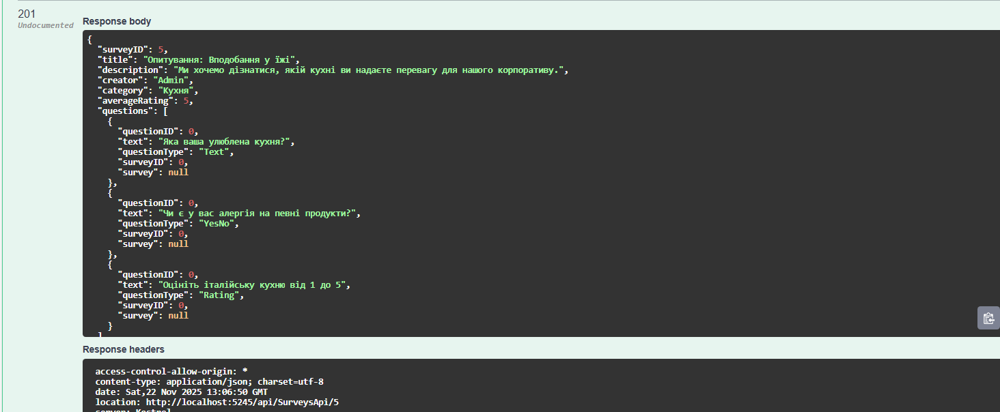 201
Undocumented
Response body
{
"surveyID": 5,
"title": "Опитування: Вподобання у їжі",
"description": "Ми хочемо дізнатися, якій кухні ви надаєте перевагу для нашого корпоративу.",
"creator": "Admin",
"category": "Кухня",
"averageRating": 5,
"questions": [
{
"questionID": 0,
"text": "Яка ваша улюблена кухня?",
"questionType": "Text",
"surveyID": 0,
"survey": null
},
{
"questionID": 0,
"text": "Чи є у вас алергія на певні продукти?",
"questionType": "YesNo",
"surveyID": 0,
"survey": null
},
{
"questionID": 0,
"text": "Оцініть італійську кухню від 1 до 5",
"questionType": "Rating",
"surveyID": 0,
"survey": null
}
]
Response headers
access-control-allow-origin: *
content-type: application/json; charset=utf-8
date: Sat,22 Nov 2025 13:06:50 GMT
location: http://localhost:5245/api/SurveysApi/5
server: Kestrel